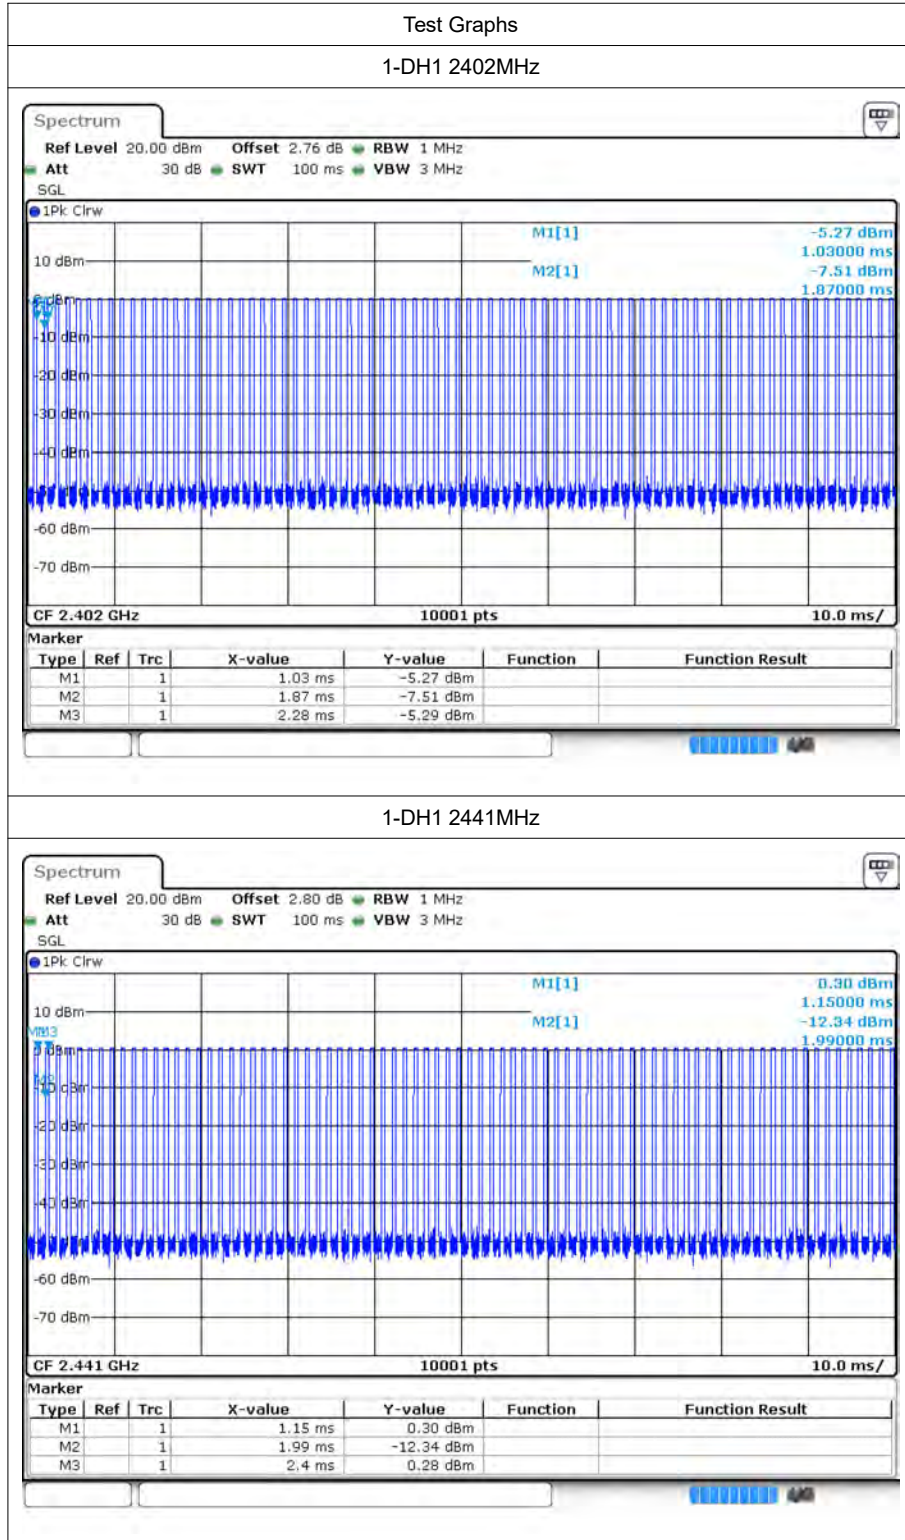 Test Graphs
1-DH1 2402MHz
Spectrum
Ref Level 20.00 dBm Offset 2.76 dB RBW 1 MHz
Att 30 dB SWT 100 ms VBW 3 MHz
SGL
1Pk Clrw
M1[1] -5.27 dBm
1.03000 ms
10 dBm
M2[1] -7.51 dBm
1.87000 ms
-10 dBm
-20 dBm
-30 dBm
-40 dBm
-60 dBm
-70 dBm
CF 2.402 GHz 10001 pts 10.0 ms/
Marker
Type Ref Trc X-value Y-value Function Function Result
M1 1 1.03 ms -5.27 dBm
M2 1 1.87 ms -7.51 dBm
M3 1 2.28 ms -5.29 dBm
1-DH1 2441MHz
Spectrum
Ref Level 20.00 dBm Offset 2.80 dB RBW 1 MHz
Att 30 dB SWT 100 ms VBW 3 MHz
SGL
1Pk Clrw
M1[1] 0.30 dBm
1.15000 ms
10 dBm
M2[1] -12.34 dBm
1.99000 ms
-60 dBm
-70 dBm
CF 2.441 GHz 10001 pts 10.0 ms/
Marker
Type Ref Trc X-value Y-value Function Function Result
M1 1 1.15 ms 0.30 dBm
M2 1 1.99 ms -12.34 dBm
M3 1 2.4 ms 0.28 dBm